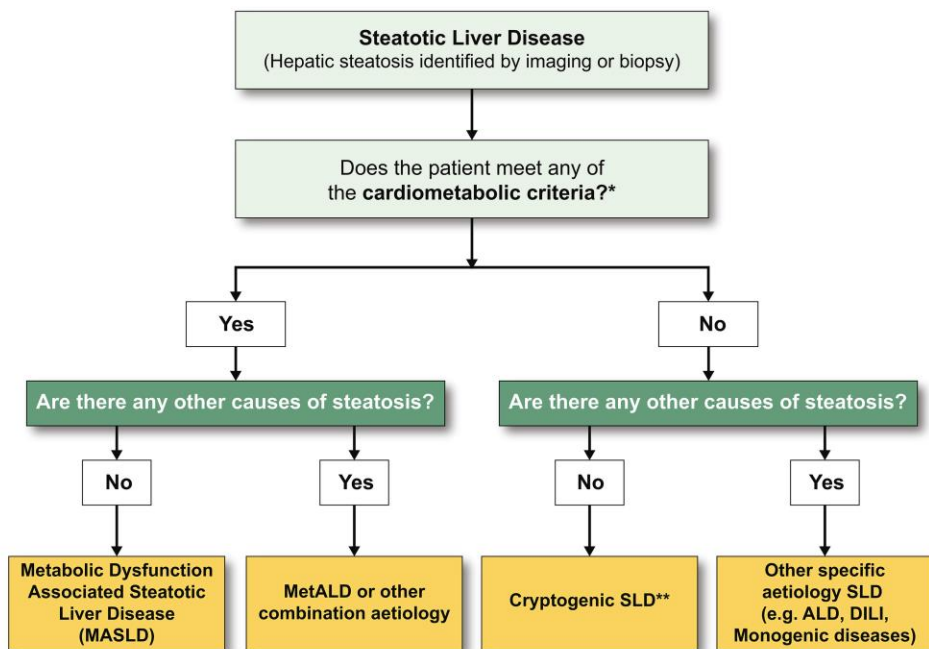 Steatotic Liver Disease
(Hepatic steatosis identified by imaging or biopsy)
Does the patient meet any of
the cardiometabolic criteria?*
Yes
No
Are there any other causes of steatosis?
Are there any other causes of steatosis?
No
Yes
No
Yes
Metabolic Dysfunction
Associated Steatotic
Liver Disease
(MASLD)
MetALD or other
combination aetiology
Cryptogenic SLD**
Other specific
aetiology SLD
(e.g. ALD, DILI,
Monogenic diseases)